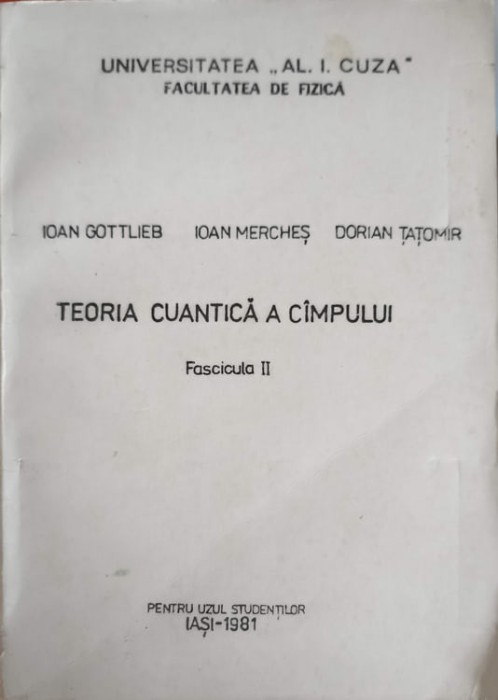 UNIVERSITATEA „AL. I. CUZA"
FACULTATEA DE FIZICĂ
IOAN GOTTLIEB IOAN MERCHEȘ DORIAN ȚAȚOMIR
TEORIA CUANTICĂ A CÎMPULUI
Fascicula II
PENTRU UZUL STUDENȚILOR
IAȘI-1981